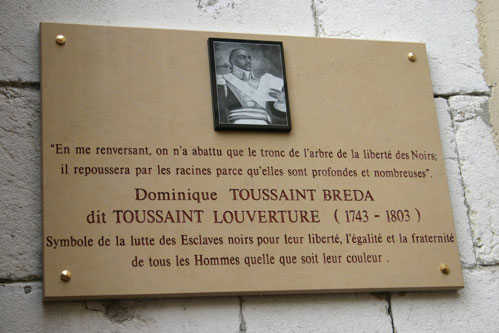 "En me renversant, on n'a abattu que le tronc de l'arbre de la liberté des Noirs;
il repoussera par les racines parce qu'elles sont profondes et nombreuses".
Dominique TOUSSAINT BREDA
dit TOUSSAINT LOUVERTURE ( 1743 - 1803 )
Symbole de la lutte des Esclaves noirs pour leur liberté, l'égalité et la fraternité
de tous les Hommes quelle que soit leur couleur .